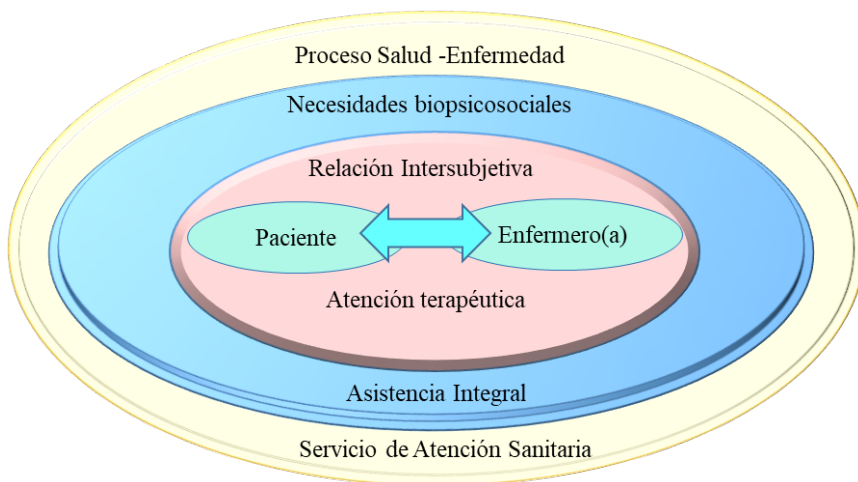 Proceso Salud -Enfermedad
Necesidades biopsicosociales
Relación Intersubjetiva
Paciente
Enfermero(a)
Atención terapéutica
Asistencia Integral
Servicio de Atención Sanitaria